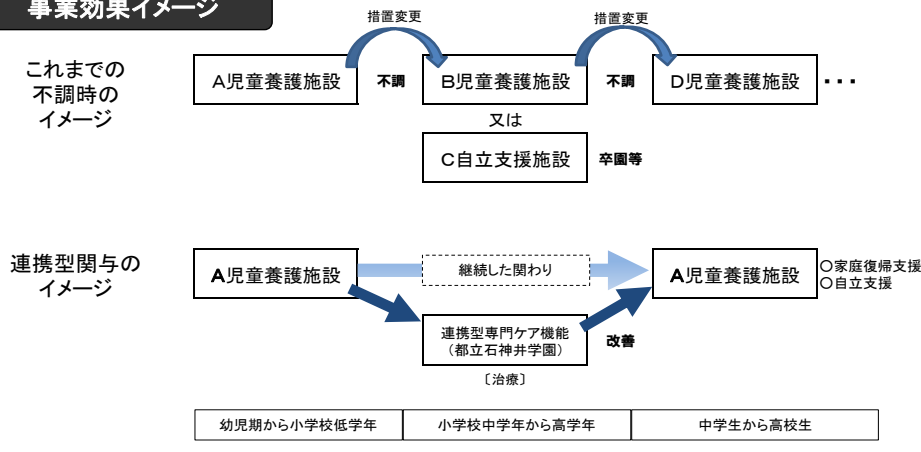 事業効果イメージ
措置変更
措置変更
これまでの
不調時の
イメージ
A児童養護施設
不調
B児童養護施設
不調
D児童養護施設
・・・
又は
C自立支援施設
卒園等
連携型関与の
イメージ
A児童養護施設
継続した関わり
A児童養護施設
○家庭復帰支援
○自立支援
連携型専門ケア機能
（都立石神井学園）
改善
〔治療〕
幼児期から小学校低学年
小学校中学年から高学年
中学生から高校生